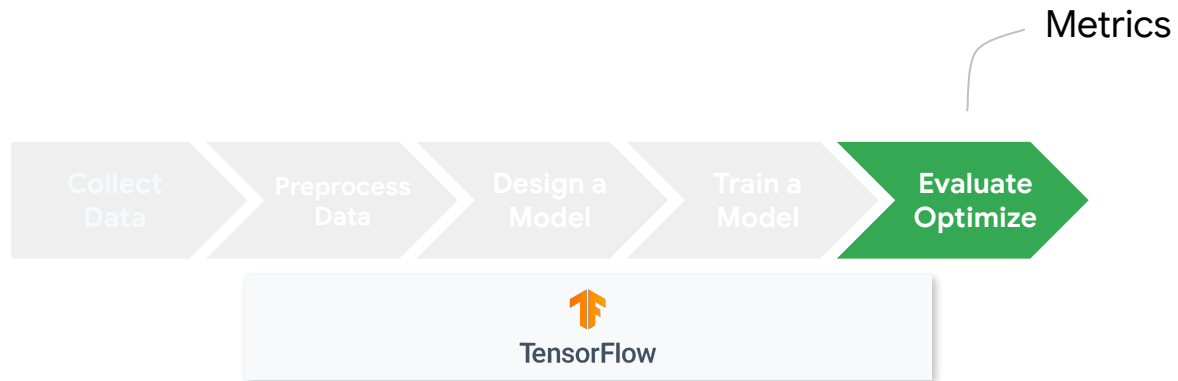 Metrics
Collect
Data
Preprocess
Data
Design a
Model
Train a
Model
Evaluate
Optimize
TensorFlow